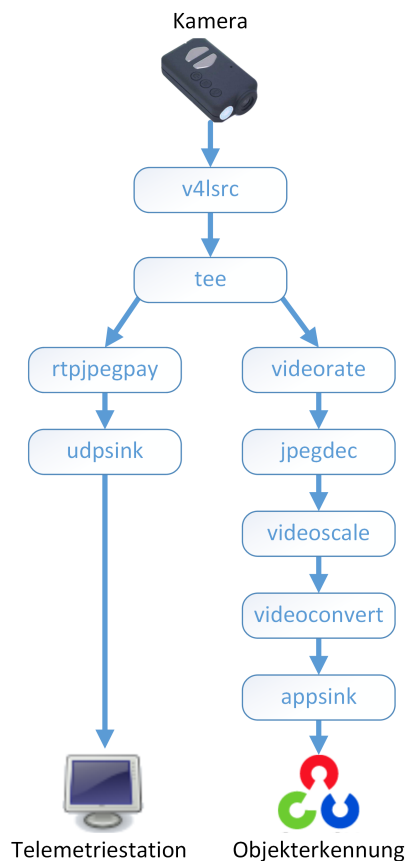 Kamera
v4lsrc
tee
rtpjpegpay
videorate
udpsink
jpegdec
videoscale
videoconvert
appsink
Telemetriestation
Objekterkennung